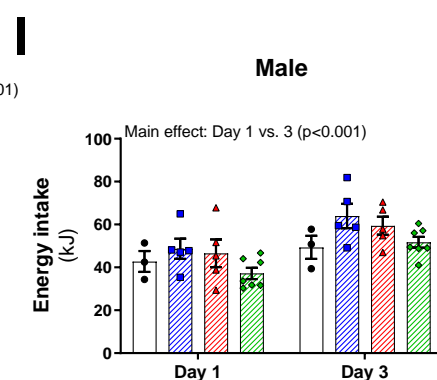 I
01)
Male
Main effect: Day 1 vs. 3 (p<0.001)
Energy intake
(kJ)
100
80
60
40
20
0
Day 1
Day 3